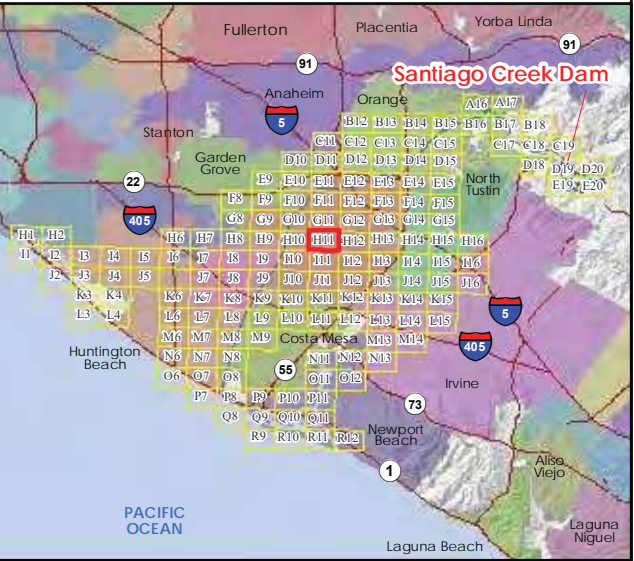 Fullerton
Placentia
Yorba Linda
91
91
Santiago Creek Dam
Anaheim
5
Orange
A16 A17
B12 B13 B14 B15 B16 B17 B18
Stanton
C11 C12 C13 C14 C15 C17 C18 C19
Garden
Grove
D10 D11 D12 D13 D14 D15 D18 D19 D20
North
Tustin
22
E9 E10 E11 E12 E13 E14 E15 E19 E20
F8 F9 F10 F11 F12 F13 F14 F15
405
G8 G9 G10 G11 G12 G13 G14 G15
H1 H2 H6 H7 H8 H9 H10 H11 H12 H13 H14 H15 H16
I1 I2 I3 I4 I5 I6 I7 I8 I9 I10 I11 I12 I13 I14 I15 I16
J2 J3 J4 J5 J7 J8 J9 J10 J11 J12 J13 J14 J15 J16
K3 K4 K6 K7 K8 K9 K10 K11 K12 K13 K14 K15
5
L3 L4 L6 L7 L8 L9 L10 L11 L12 L13 L14 L15
M6 M7 M8 M9 Costa Mesa M13 M14
405
Huntington
Beach
N6 N7 N8 N11 N12 N13
55
O6 O7 O8 O11 O12
Irvine
P7 P8 P9 P10 P11
73
Q8 Q9 Q10 Q11
Newport
Beach
R9 R10 R11 R12
1
Aliso
Viejo
PACIFIC
OCEAN
Laguna
Niguel
Laguna Beach